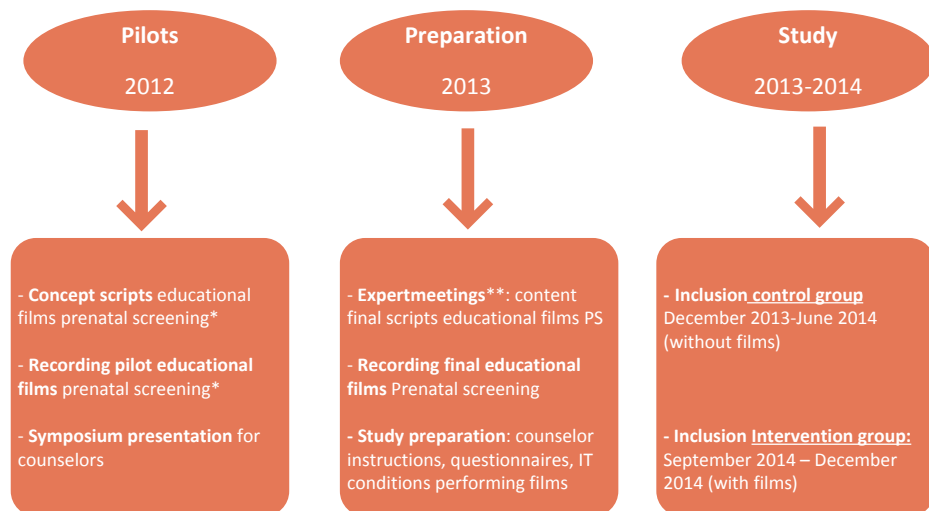 Pilots
2012
- Concept scripts educational
films prenatal screening*
- Recording pilot educational
films prenatal screening*
- Symposium presentation for
counselors
Preparation
2013
- Expertmeetings**: content
final scripts educational films PS
- Recording final educational
films Prenatal screening
- Study preparation: counselor
instructions, questionnaires, IT
conditions performing films
Study
2013-2014
- Inclusion control group
December 2013-June 2014
(without films)
- Inclusion Intervention group:
September 2014 – December
2014 (with films)